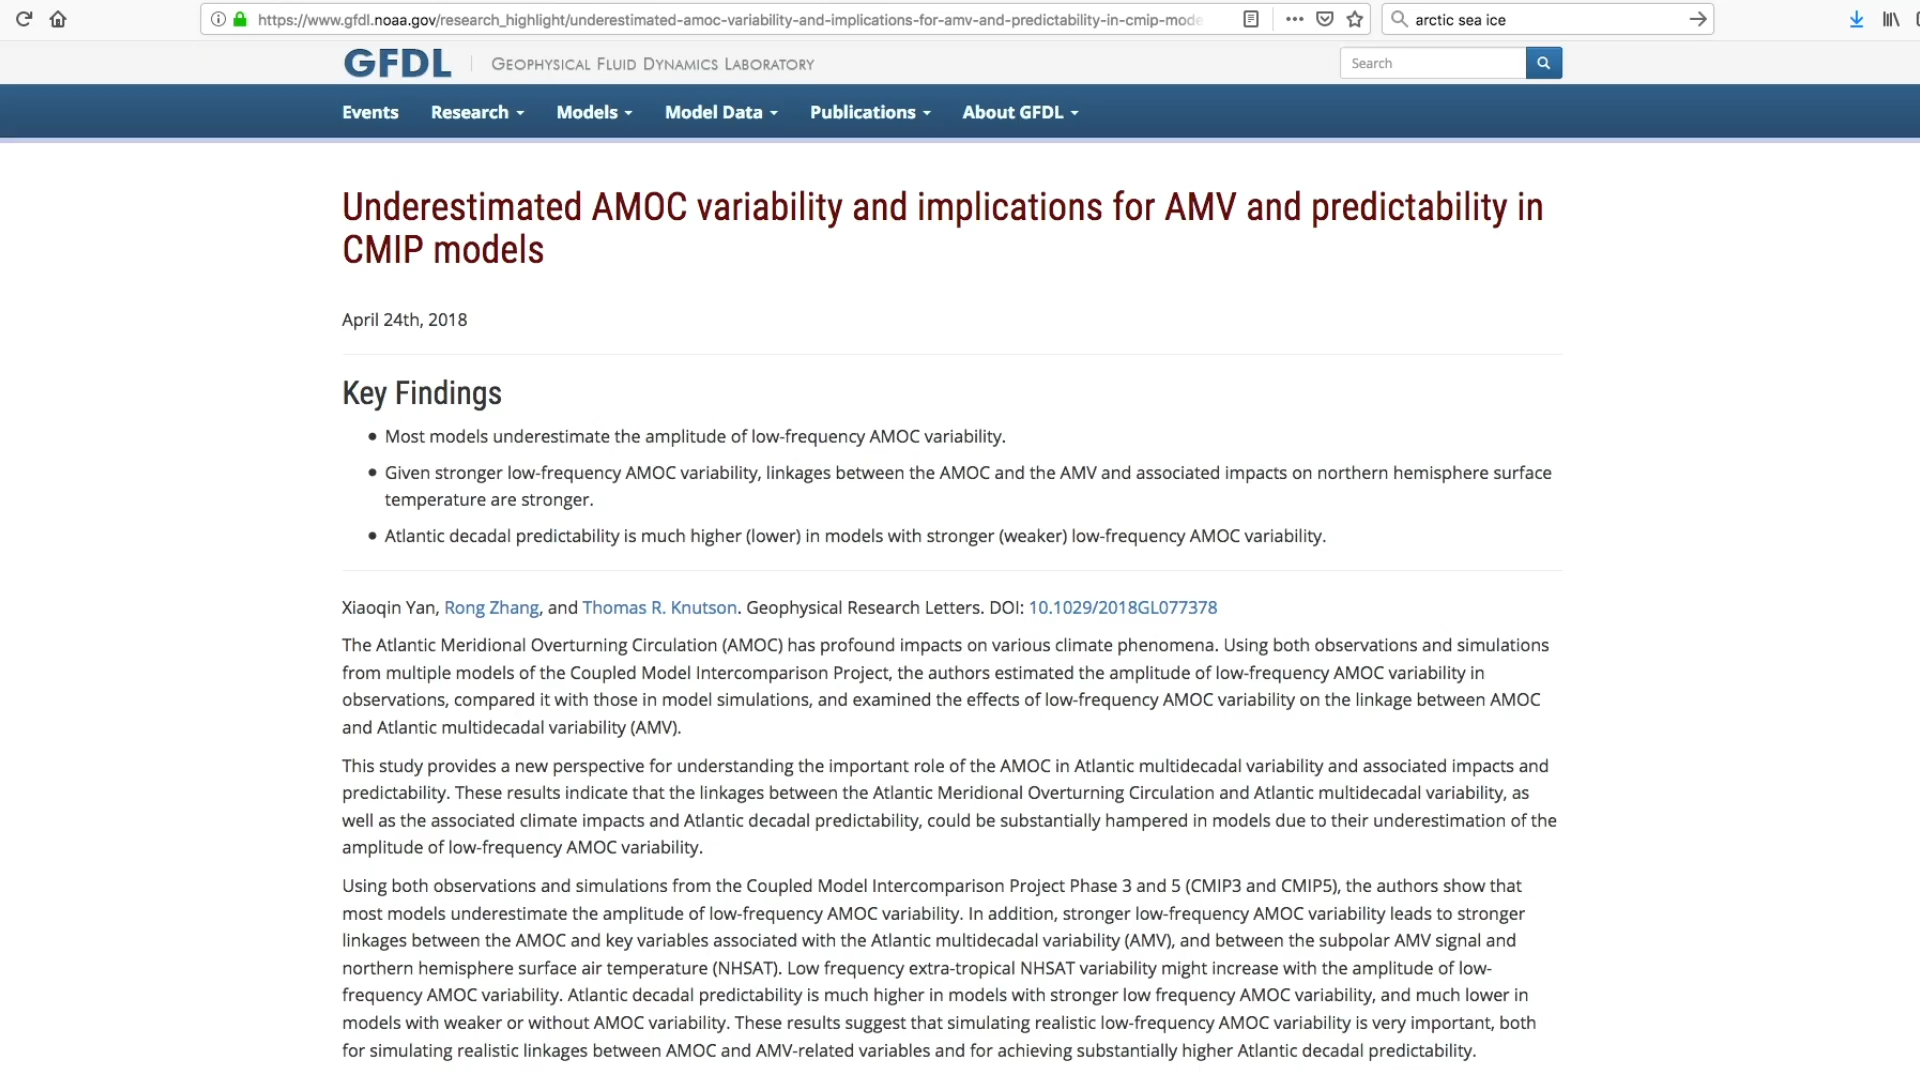 https://www.gfdl.noaa.gov/research_highlight/underestimated-amoc-variability-and-implications-for-amv-and-predictability-in-cmip-mode
arctic sea ice
GFDL
GEOPHYSICAL FLUID DYNAMICS LABORATORY
Search
Events Research Models Model Data Publications About GFDL
Underestimated AMOC variability and implications for AMV and predictability in
CMIP models
April 24th, 2018
Key Findings
• Most models underestimate the amplitude of low-frequency AMOC variability.
• Given stronger low-frequency AMOC variability, linkages between the AMOC and the AMV and associated impacts on northern hemisphere surface
temperature are stronger.
• Atlantic decadal predictability is much higher (lower) in models with stronger (weaker) low-frequency AMOC variability.
Xiaoqin Yan, Rong Zhang, and Thomas R. Knutson. Geophysical Research Letters. DOI: 10.1029/2018GL077378
The Atlantic Meridional Overturning Circulation (AMOC) has profound impacts on various climate phenomena. Using both observations and simulations
from multiple models of the Coupled Model Intercomparison Project, the authors estimated the amplitude of low-frequency AMOC variability in
observations, compared it with those in model simulations, and examined the effects of low-frequency AMOC variability on the linkage between AMOC
and Atlantic multidecadal variability (AMV).
This study provides a new perspective for understanding the important role of the AMOC in Atlantic multidecadal variability and associated impacts and
predictability. These results indicate that the linkages between the Atlantic Meridional Overturning Circulation and Atlantic multidecadal variability, as
well as the associated climate impacts and Atlantic decadal predictability, could be substantially hampered in models due to their underestimation of the
amplitude of low-frequency AMOC variability.
Using both observations and simulations from the Coupled Model Intercomparison Project Phase 3 and 5 (CMIP3 and CMIP5), the authors show that
most models underestimate the amplitude of low-frequency AMOC variability. In addition, stronger low-frequency AMOC variability leads to stronger
linkages between the AMOC and key variables associated with the Atlantic multidecadal variability (AMV), and between the subpolar AMV signal and
northern hemisphere surface air temperature (NHSAT). Low frequency extra-tropical NHSAT variability might increase with the amplitude of low-
frequency AMOC variability. Atlantic decadal predictability is much higher in models with stronger low frequency AMOC variability, and much lower in
models with weaker or without AMOC variability. These results suggest that simulating realistic low-frequency AMOC variability is very important, both
for simulating realistic linkages between AMOC and AMV-related variables and for achieving substantially higher Atlantic decadal predictability.